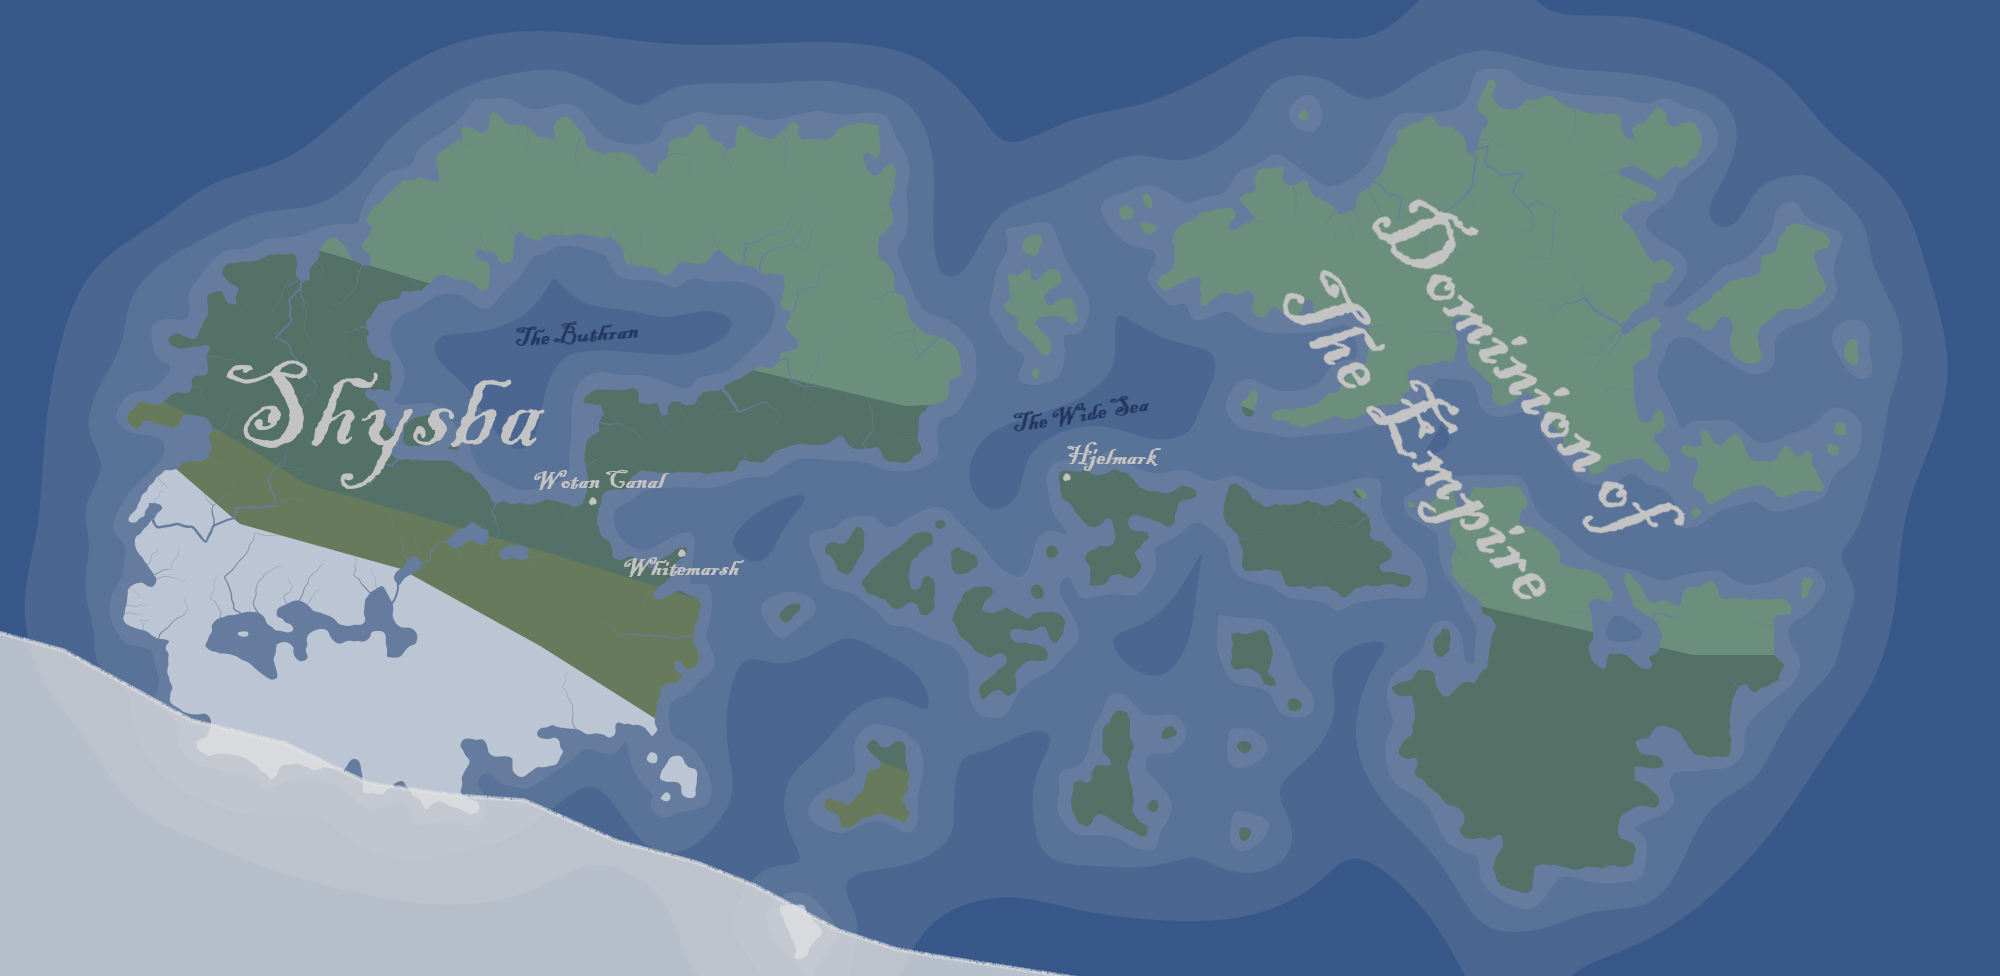 Dominion of
The Empire
The Buthran
Shysba
The Wide Sea
Hjelmark
Wotan Canal
Whitemarsh